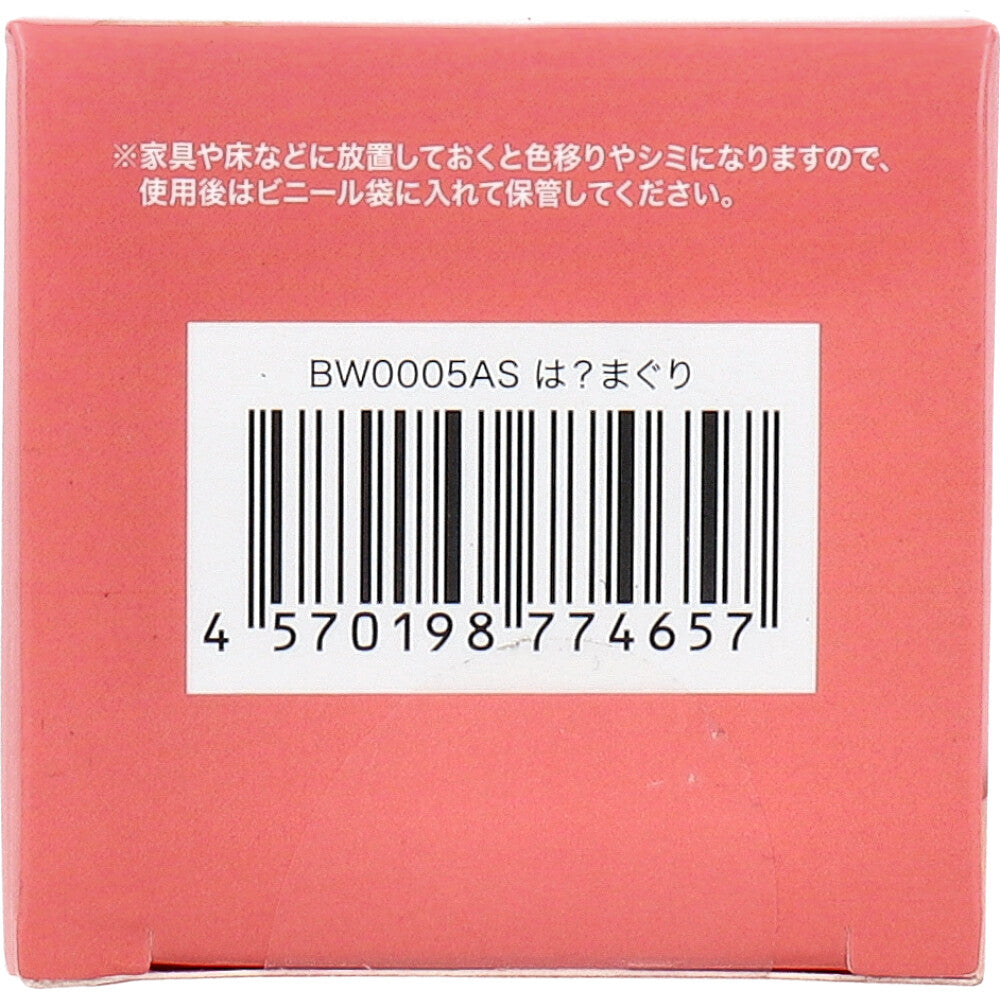 ※家具や床などに放置しておくと色移りやシミになりますので、
使用後はビニール袋に入れて保管してください。
BW0005AS は?まぐり
4 570198 774657